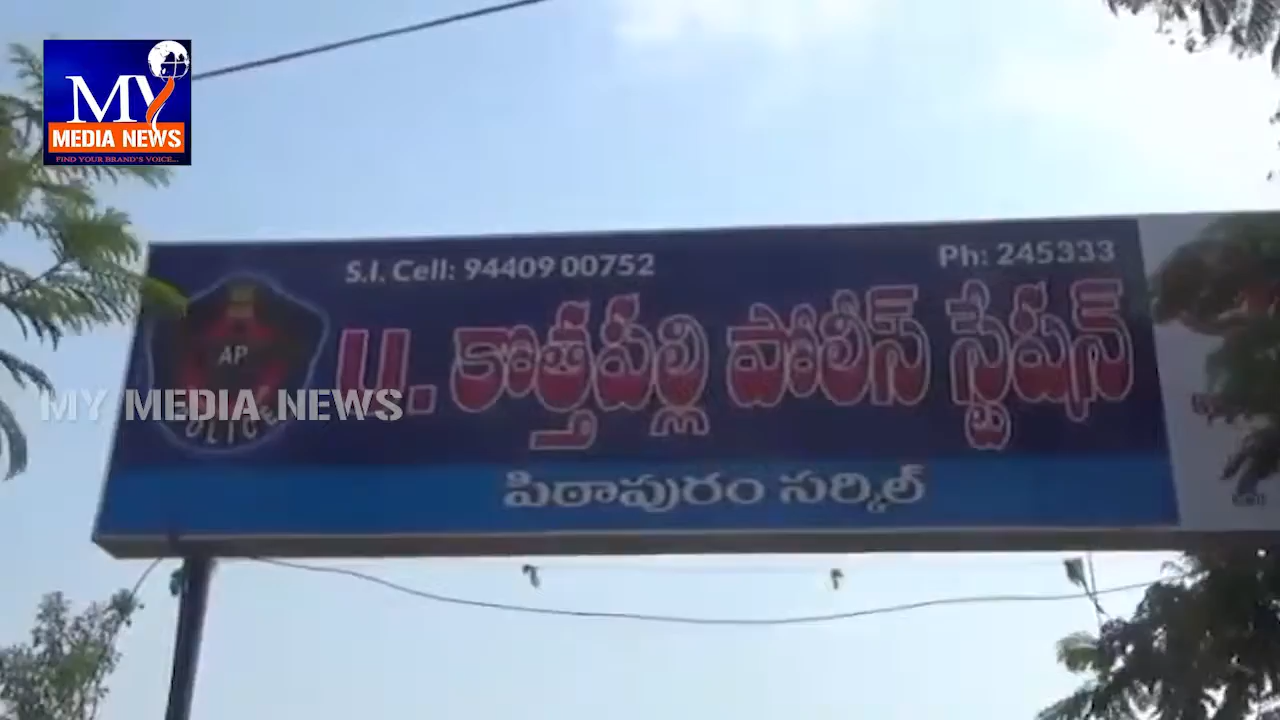 MY
MEDIA NEWS
FIND YOUR BRAND'S VOICE...
S.I. Cell: 94409 00752
Ph: 245333
AP
POLICE
U. కొత్తపల్లి పోలీస్ స్టేషన్
MY MEDIA NEWS
పిఠాపురం సర్కిల్